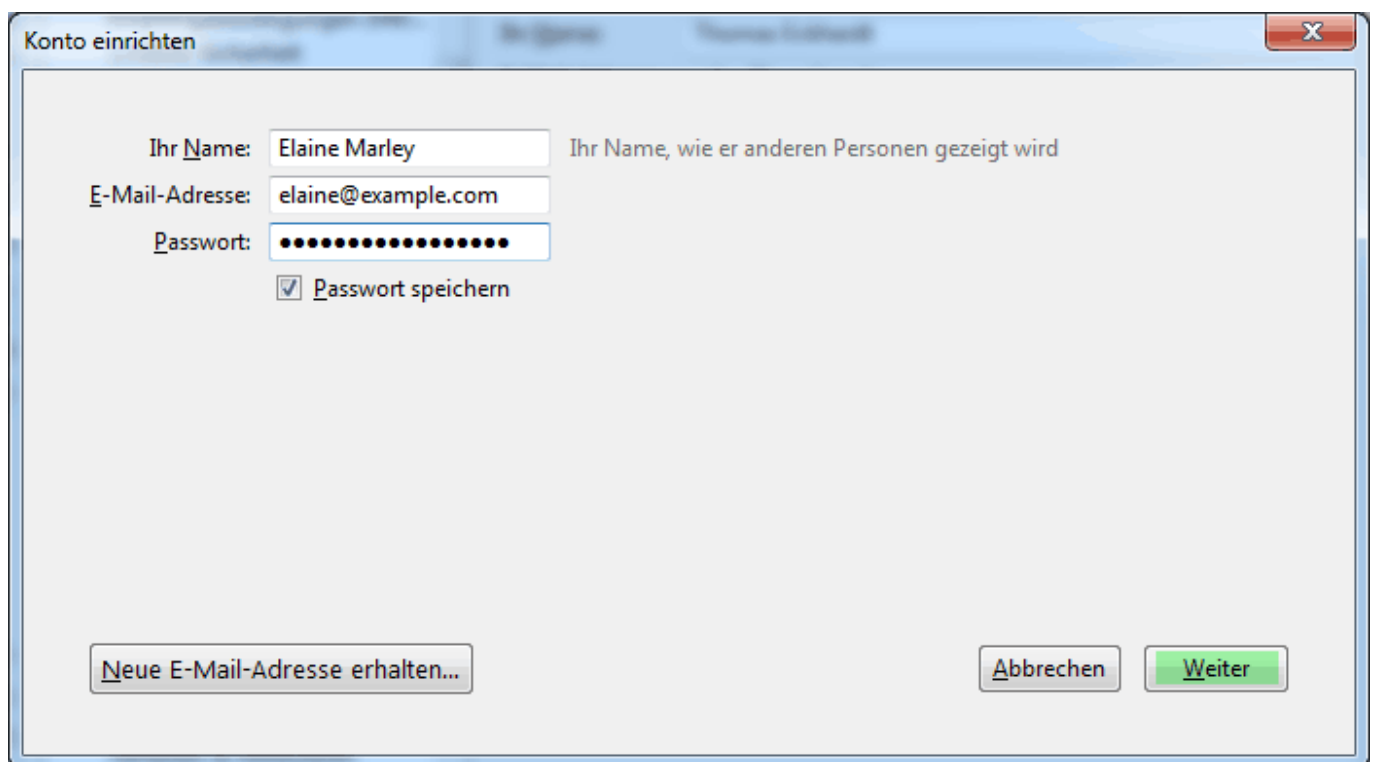 Konto einrichten
Ihr Name: Elaine Marley Ihr Name, wie er anderen Personen gezeigt wird
E-Mail-Adresse: elaine@example.com
Passwort: •••••••••••••••••
Passwort speichern
Neue E-Mail-Adresse erhalten... Abbrechen Weiter